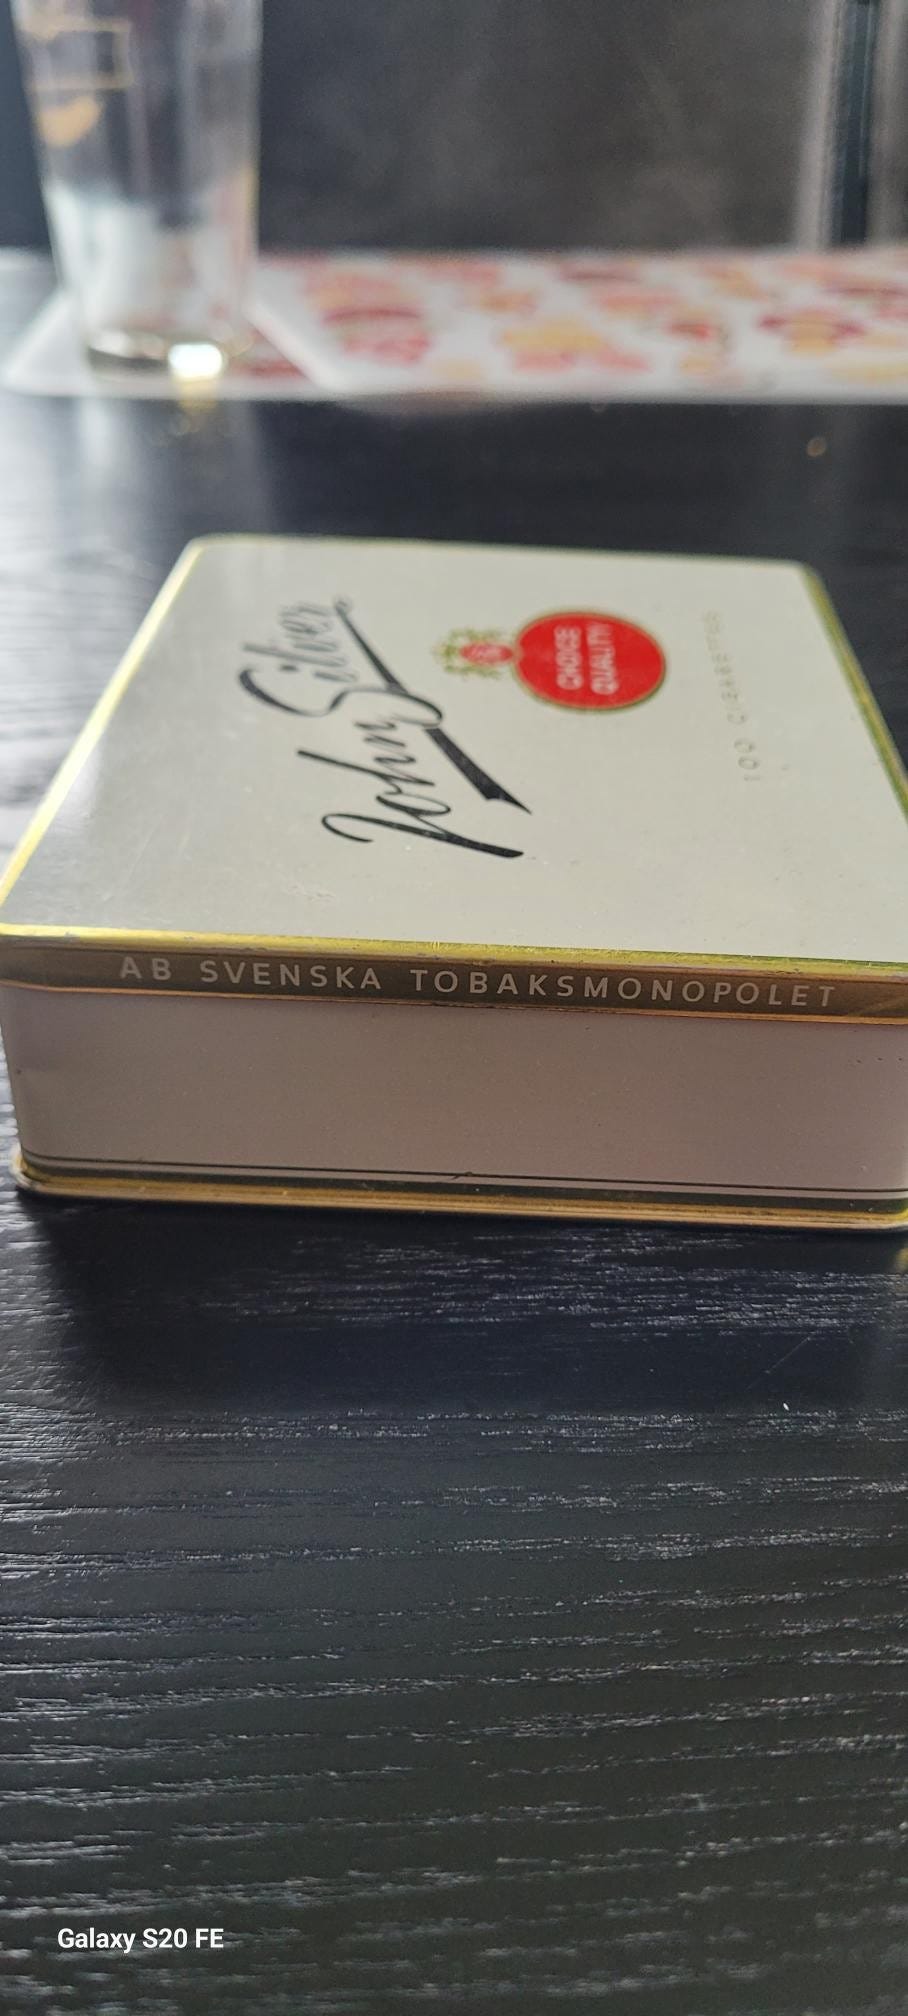 John Silver
CHOICE
QUALITY
100 CIGARETTES
AB SVENSKA TOBAKSMONOPOLET
Galaxy S20 FE